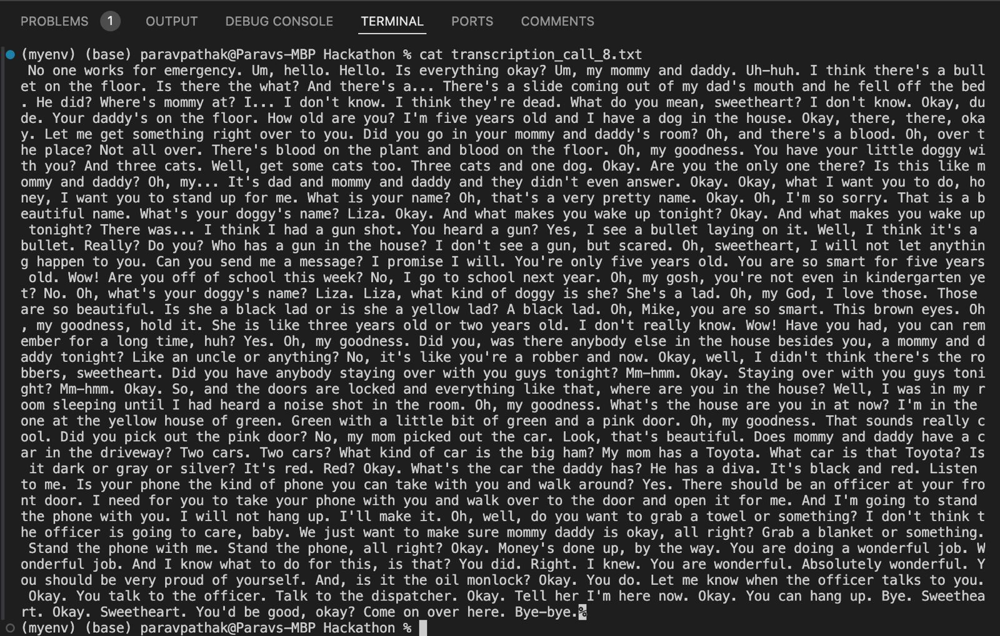 PROBLEMS 1 OUTPUT DEBUG CONSOLE TERMINAL PORTS COMMENTS
(myenv) (base) paravpathak@Paravs-MBP Hackathon % cat transcription_call_8.txt
 No one works for emergency. Um, hello. Hello. Is everything okay? Um, my mommy and daddy. Uh-huh. I think there's a bull
et on the floor. Is there the what? And there's a... There's a slide coming out of my dad's mouth and he fell off the bed
. He did? Where's mommy at? I... I don't know. I think they're dead. What do you mean, sweetheart? I don't know. Okay, du
de. Your daddy's on the floor. How old are you? I'm five years old and I have a dog in the house. Okay, there, there, oka
y. Let me get something right over to you. Did you go in your mommy and daddy's room? Oh, and there's a blood. Oh, over t
he place? Not all over. There's blood on the plant and blood on the floor. Oh, my goodness. You have your little doggy wi
th you? And three cats. Well, get some cats too. Three cats and one dog. Okay. Are you the only one there? Is this like m
ommy and daddy? Oh, my... It's dad and mommy and daddy and they didn't even answer. Okay. Okay, what I want you to do, ho
ney, I want you to stand up for me. What is your name? Oh, that's a very pretty name. Okay. Oh, I'm so sorry. That is a b
eautiful name. What's your doggy's name? Liza. Okay. And what makes you wake up tonight? Okay. And what makes you wake up
 tonight? There was... I think I had a gun shot. You heard a gun? Yes, I see a bullet laying on it. Well, I think it's a
bullet. Really? Do you? Who has a gun in the house? I don't see a gun, but scared. Oh, sweetheart, I will not let anythin
g happen to you. Can you send me a message? I promise I will. You're only five years old. You are so smart for five years
 old. Wow! Are you off of school this week? No, I go to school next year. Oh, my gosh, you're not even in kindergarten ye
t? No. Oh, what's your doggy's name? Liza. Liza, what kind of doggy is she? She's a lad. Oh, my God, I love those. Those
are so beautiful. Is she a black lad or is she a yellow lad? A black lad. Oh, Mike, you are so smart. This brown eyes. Oh
, my goodness, hold it. She is like three years old or two years old. I don't really know. Wow! Have you had, you can rem
ember for a long time, huh? Yes. Oh, my goodness. Did you, was there anybody else in the house besides you, a mommy and d
addy tonight? Like an uncle or anything? No, it's like you're a robber and now. Okay, well, I didn't think there's the ro
bbers, sweetheart. Did you have anybody staying over with you guys tonight? Mm-hmm. Okay. Staying over with you guys toni
ght? Mm-hmm. Okay. So, and the doors are locked and everything like that, where are you in the house? Well, I was in my r
oom sleeping until I had heard a noise shot in the room. Oh, my goodness. What's the house are you in at now? I'm in the
one at the yellow house of green. Green with a little bit of green and a pink door. Oh, my goodness. That sounds really c
ool. Did you pick out the pink door? No, my mom picked out the car. Look, that's beautiful. Does mommy and daddy have a c
ar in the driveway? Two cars. Two cars? What kind of car is the big ham? My mom has a Toyota. What car is that Toyota? Is
 it dark or gray or silver? It's red. Red? Okay. What's the car the daddy has? He has a diva. It's black and red. Listen
to me. Is your phone the kind of phone you can take with you and walk around? Yes. There should be an officer at your fro
nt door. I need for you to take your phone with you and walk over to the door and open it for me. And I'm going to stand
the phone with you. I will not hang up. I'll make it. Oh, well, do you want to grab a towel or something? I don't think t
he officer is going to care, baby. We just want to make sure mommy daddy is okay, all right? Grab a blanket or something.
 Stand the phone with me. Stand the phone, all right? Okay. Money's done up, by the way. You are doing a wonderful job. W
onderful job. And I know what to do for this, is that? You did. Right. I knew. You are wonderful. Absolutely wonderful. Y
ou should be very proud of yourself. And, is it the oil monlock? Okay. You do. Let me know when the officer talks to you.
 Okay. You talk to the officer. Talk to the dispatcher. Okay. Tell her I'm here now. Okay. You can hang up. Bye. Sweethea
rt. Okay. Sweetheart. You'd be good, okay? Come on over here. Bye-bye.%
(myenv) (base) paravpathak@Paravs-MBP Hackathon %